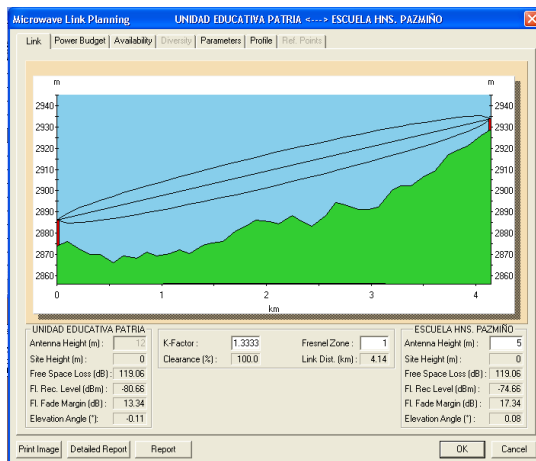 Microwave Link Planning UNIDAD EDUCATIVA PATRIA <---> ESCUELA HNS. PAZMIÑO
Link Power Budget Availability Diversity Parameters Profile Ref. Points
m m
2940 2940
2930 2930
2920 2920
2910 2910
2900 2900
2890 2890
2880 2880
2870 2870
2860 2860
0 1 2 3 4
km
UNIDAD EDUCATIVA PATRIA ESCUELA HNS. PAZMIÑO
Antenna Height (m) : 12 K-Factor : 1.3333 Fresnel Zone : 1 Antenna Height (m) : 5
Site Height (m) : 0 Clearance (%) : 100.0 Link Dist. (km) : 4.14 Site Height (m) : 0
Free Space Loss (dB) : 119.06 Free Space Loss (dB) : 119.06
Fl. Rec. Level (dBm) : -80.66 Fl. Rec. Level (dBm) : -74.66
Fl. Fade Margin (dB) : 13.34 Fl. Fade Margin (dB) : 17.34
Elevation Angle (°): -0.11 Elevation Angle (°) : 0.08
Print Image Detailed Report Report OK Cancel